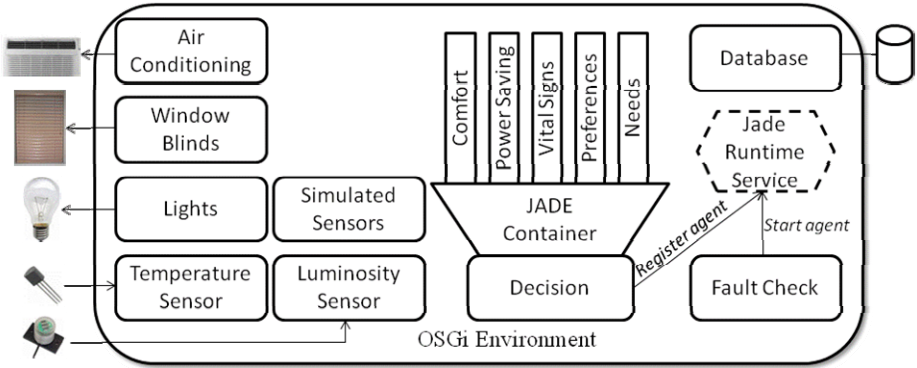 Air
Conditioning
Window
Blinds
Lights
Simulated
Sensors
Temperature
Sensor
Luminosity
Sensor
Comfort
Power Saving
Vital Signs
Preferences
Needs
JADE
Container
Decision
Database
Jade
Runtime
Service
Register agent
Start agent
Fault Check
OSGi Environment